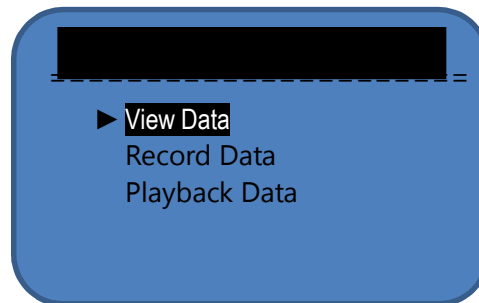 ====================
► View Data
Record Data
Playback Data